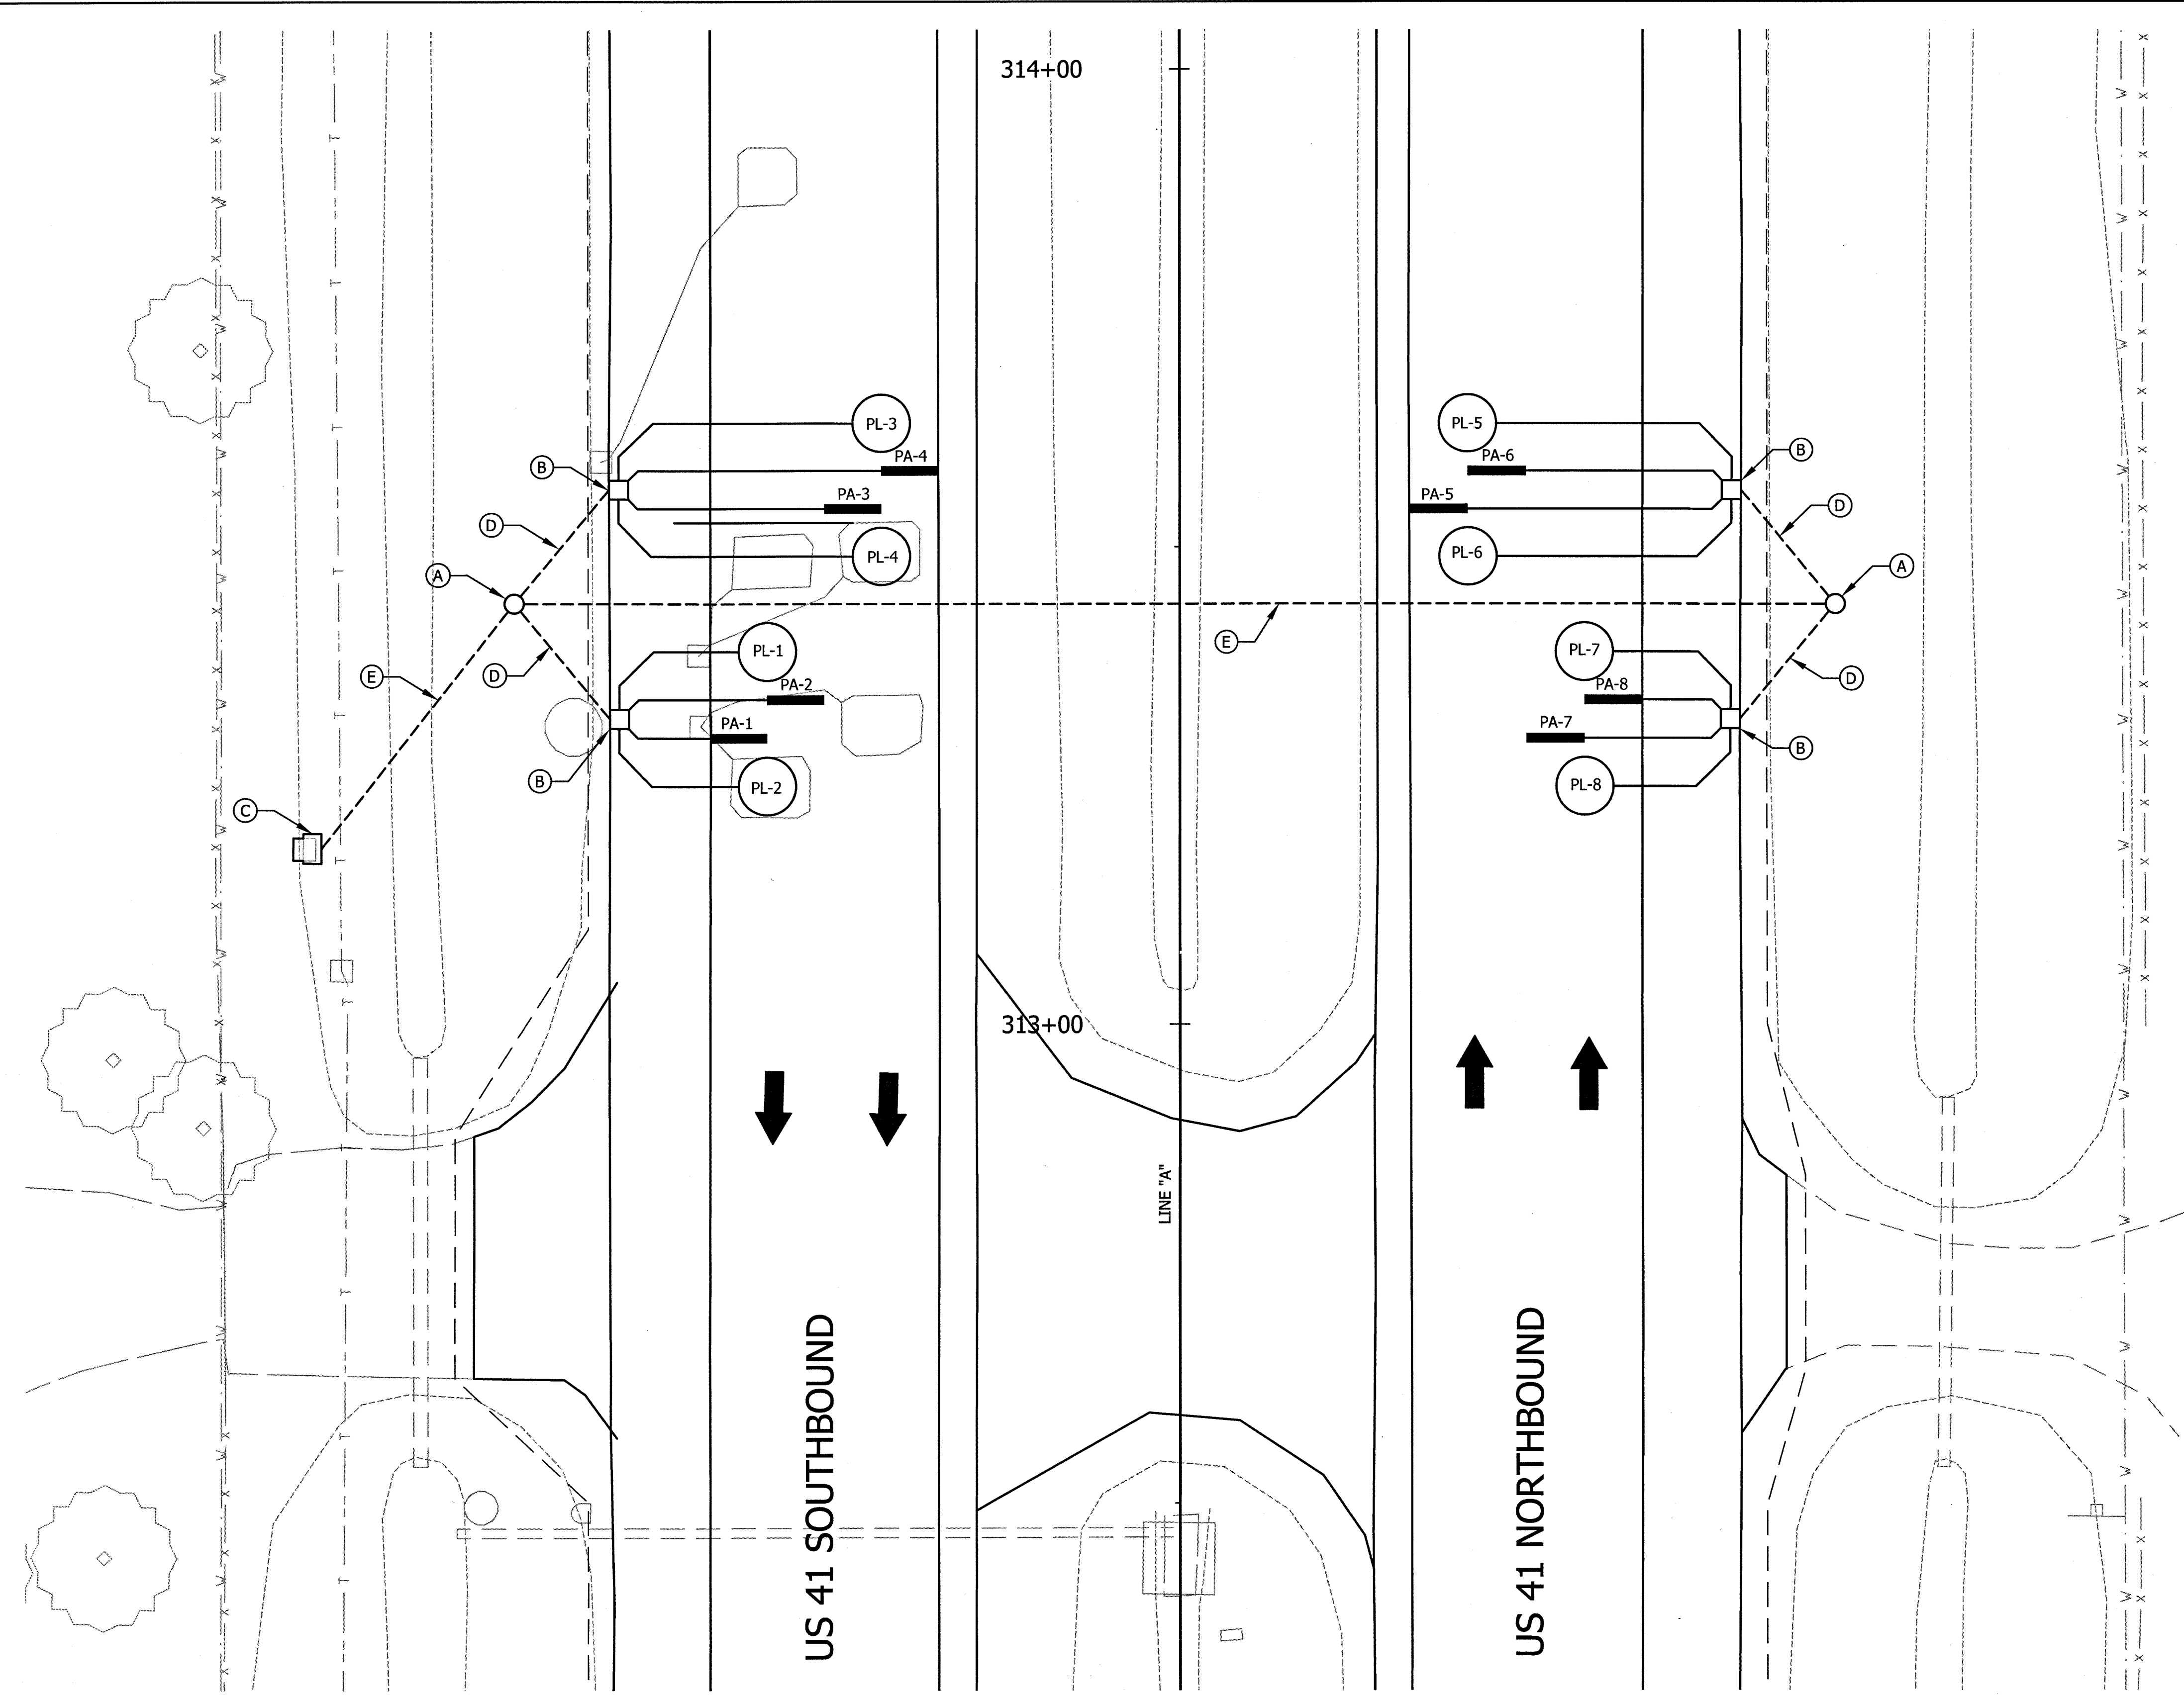 314+00
PL-3
PL-5
PA-4
PA-6
B
B
PA-3
PA-5
D
D
PL-4
PL-6
A
A
E
PL-1
PL-7
E
D
D
PA-2
PA-8
PA-1
PA-7
B
B
PL-2
PL-8
C
313+00
LINE "A"
US 41 SOUTHBOUND
US 41 NORTHBOUND